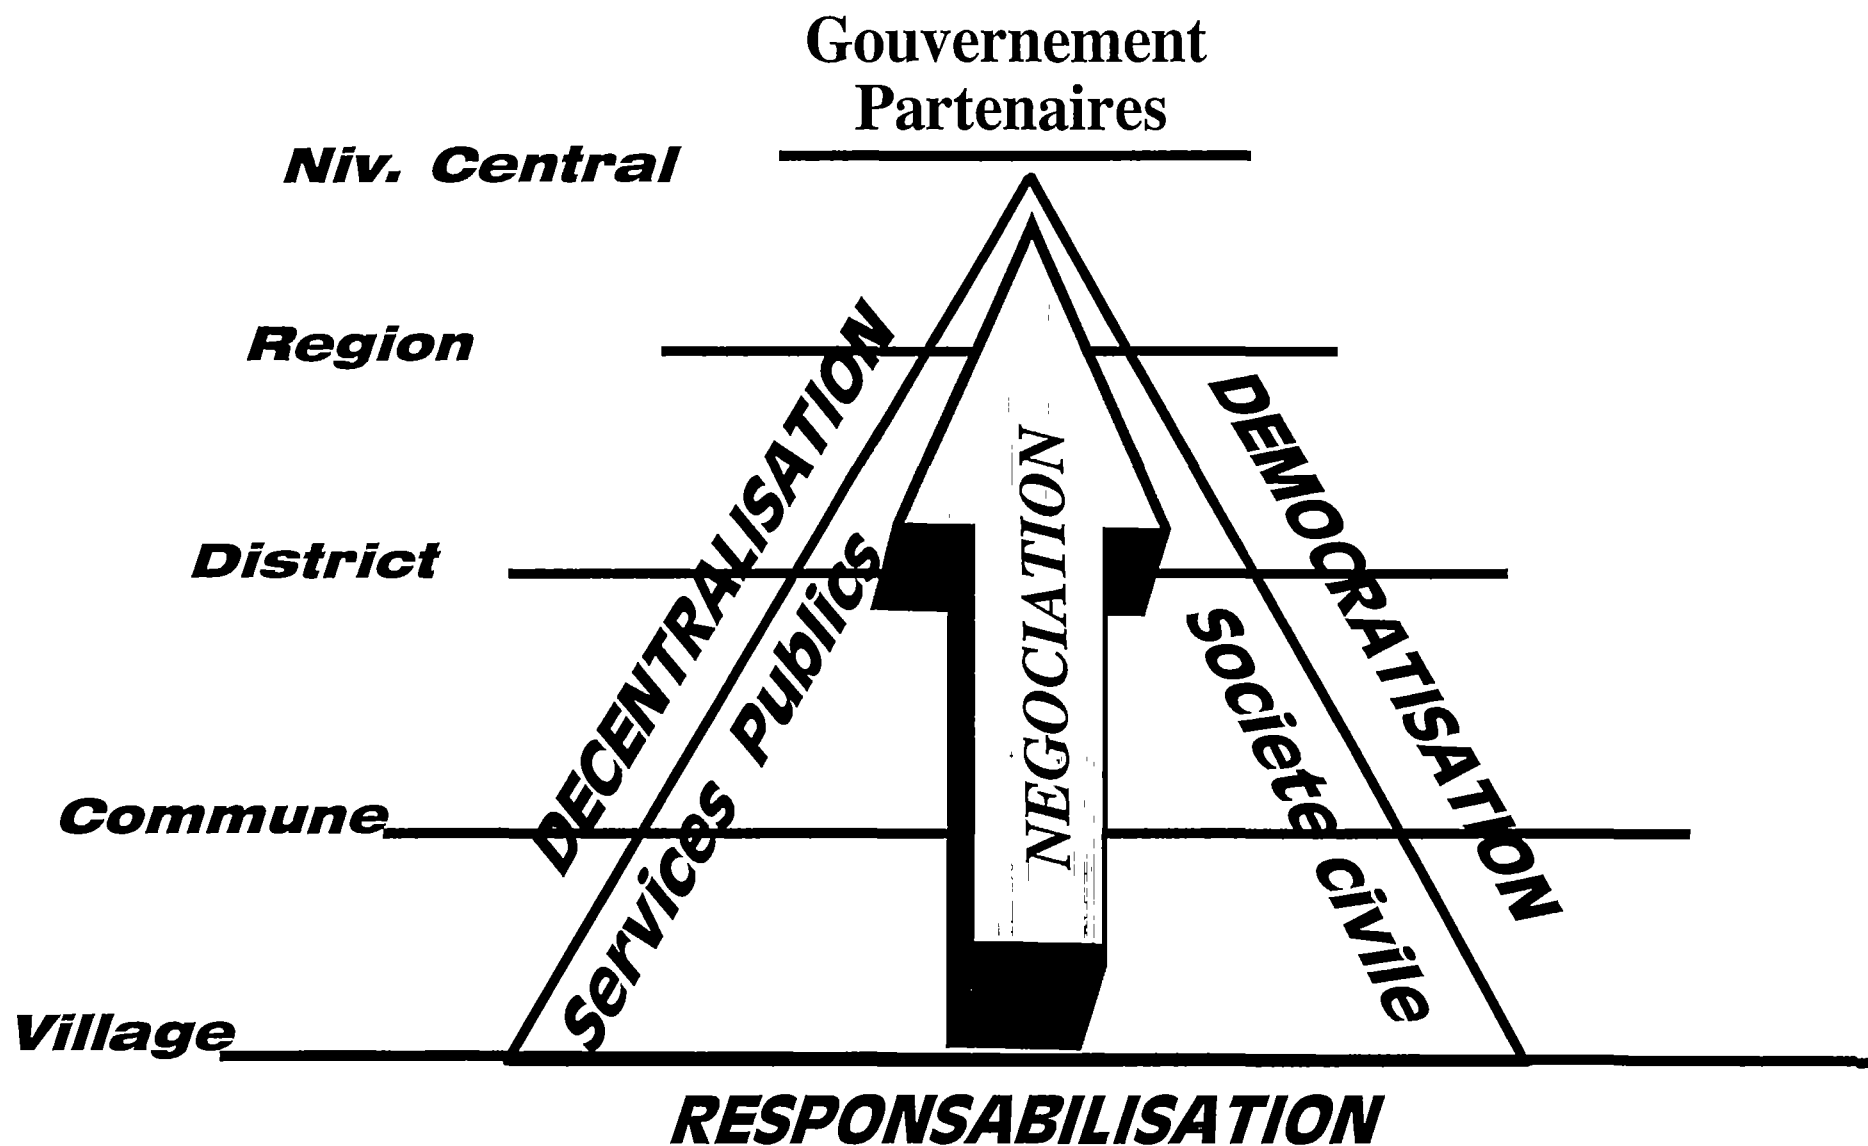 Gouvernement
Partenaires
Niv. Central
Region
District
Commune
Village
DECENTRALISATION
Services Publics
NEGOCIATION
societe civile
DEMOCRATISATION
RESPONSABILISATION